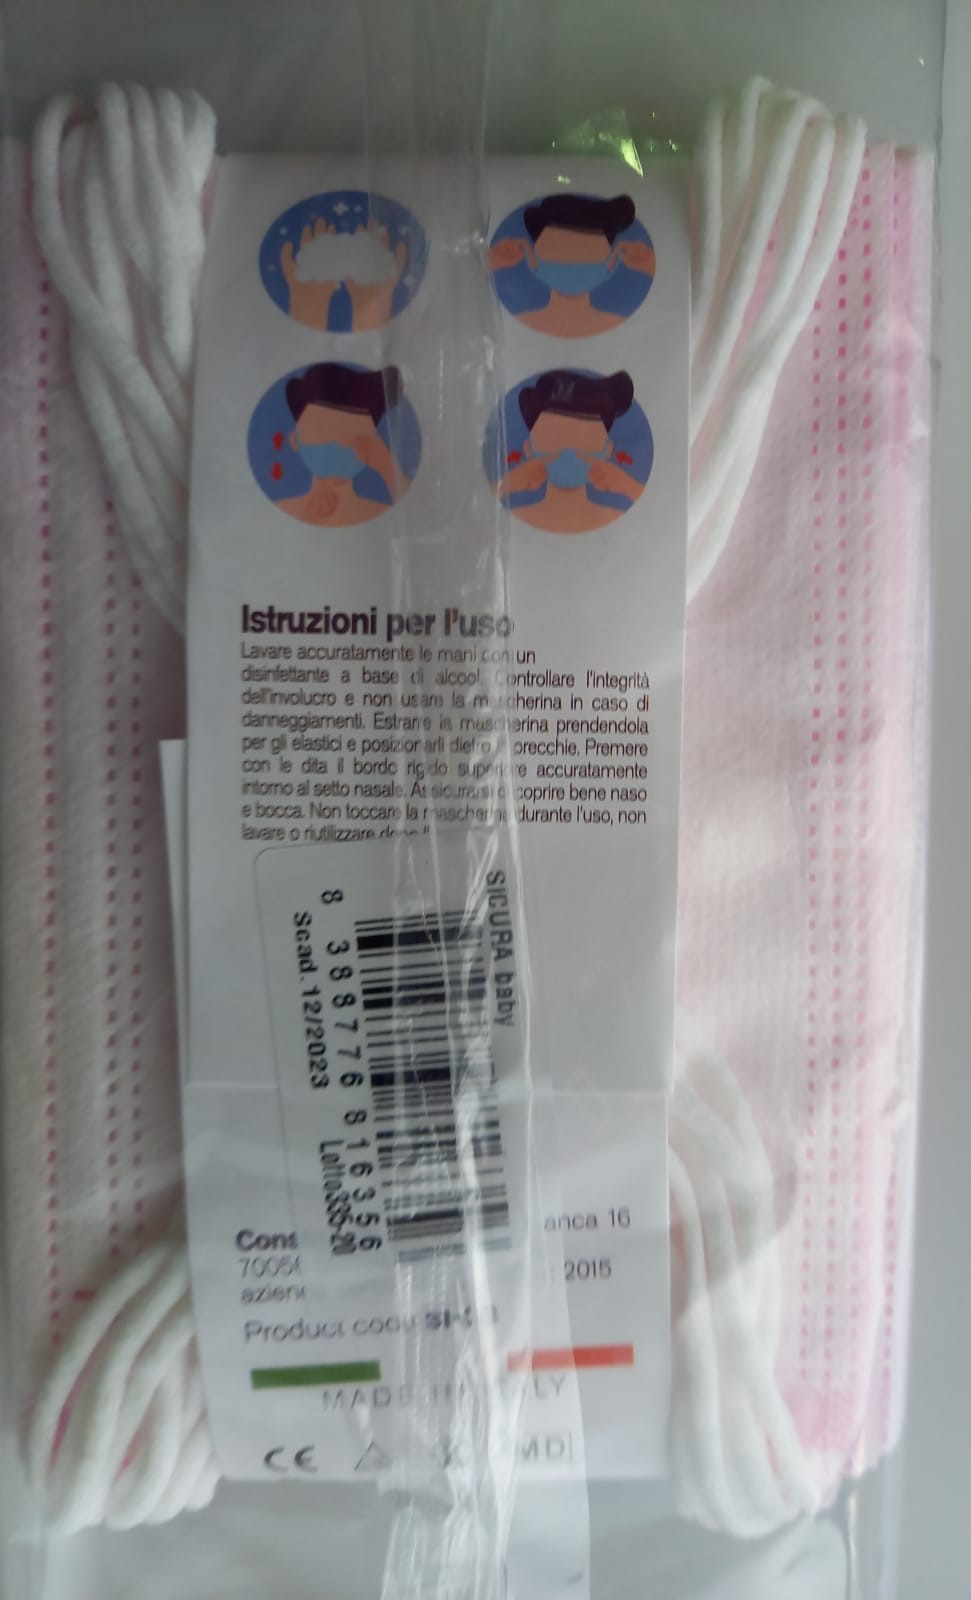 Istruzioni per l'uso
Lavare accuratamente le mani con un
disinfettante a base di alcool. Controllare l'integrità
dell'involucro e non usare la mascherina in caso di
danneggiamenti. Estrarre la mascherina prendendola
per gli elastici e posizionarli dietro le orecchie. Premere
con le dita il bordo rigido superiore accuratamente
intorno al setto nasale. Assicurarsi di coprire bene naso
e bocca. Non toccare la mascherina durante l'uso, non
lavare o riutilizzare
SICURA baby
8 388776 816356
Scad. 12/2023 Lotto
anca 16
2015
Product code
MADE IN ITALY
CE
MD